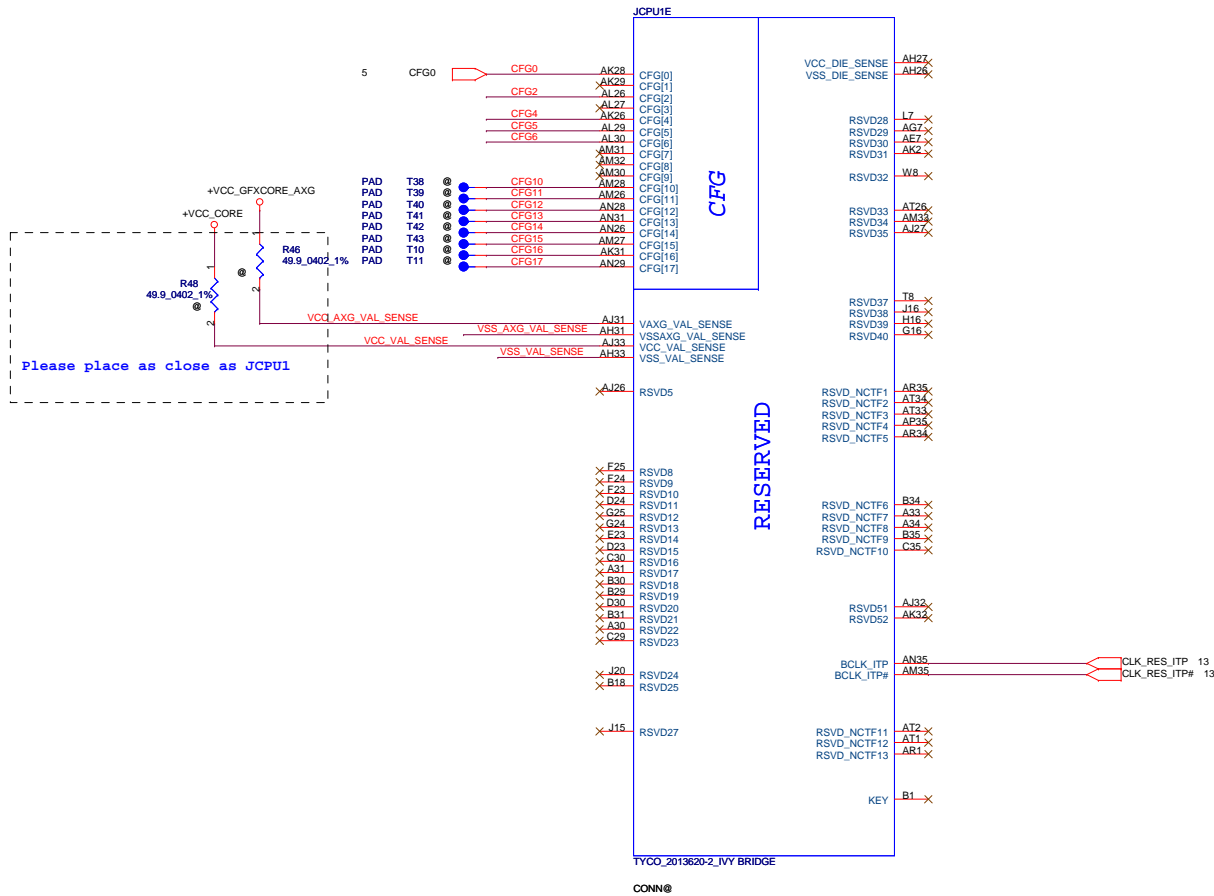 JCPU1E
5 CFG0 CFG0 AK28 CFG[0]
AK29 CFG[1]
CFG2 AL26 CFG[2]
AL27 CFG[3]
CFG4 AK26 CFG[4]
CFG5 AL29 CFG[5]
CFG6 AL30 CFG[6]
AM31 CFG[7]
AM32 CFG[8]
AM30 CFG[9]
PAD T38 @ CFG10 AM28 CFG[10]
PAD T39 @ CFG11 AM26 CFG[11]
PAD T40 @ CFG12 AN28 CFG[12]
PAD T41 @ CFG13 AN31 CFG[13]
PAD T42 @ CFG14 AN26 CFG[14]
PAD T43 @ CFG15 AM27 CFG[15]
PAD T10 @ CFG16 AK31 CFG[16]
PAD T11 @ CFG17 AN29 CFG[17]
CFG
+VCC_GFXCORE_AXG
+VCC_CORE
1 R46
49.9_0402_1%
@ 2
1 R48
49.9_0402_1%
@ 2
Please place as close as JCPU1
VCC_AXG_VAL_SENSE AJ31 VAXG_VAL_SENSE
VSS_AXG_VAL_SENSE AH31 VSSAXG_VAL_SENSE
VCC_VAL_SENSE AJ33 VCC_VAL_SENSE
VSS_VAL_SENSE AH33 VSS_VAL_SENSE
AJ26 RSVD5
F25 RSVD8
F24 RSVD9
F23 RSVD10
D24 RSVD11
G25 RSVD12
G24 RSVD13
E23 RSVD14
D23 RSVD15
C30 RSVD16
A31 RSVD17
B30 RSVD18
B29 RSVD19
D30 RSVD20
B31 RSVD21
A30 RSVD22
C29 RSVD23
J20 RSVD24
B18 RSVD25
J15 RSVD27
RESERVED
VCC_DIE_SENSE AH27
VSS_DIE_SENSE AH26
RSVD28 L7
RSVD29 AG7
RSVD30 AE7
RSVD31 AK2
RSVD32 W8
RSVD33 AT26
RSVD34 AM33
RSVD35 AJ27
RSVD37 T8
RSVD38 J16
RSVD39 H16
RSVD40 G16
RSVD_NCTF1 AR35
RSVD_NCTF2 AT34
RSVD_NCTF3 AT33
RSVD_NCTF4 AP35
RSVD_NCTF5 AR34
RSVD_NCTF6 B34
RSVD_NCTF7 A33
RSVD_NCTF8 A34
RSVD_NCTF9 B35
RSVD_NCTF10 C35
RSVD51 AJ32
RSVD52 AK32
BCLK_ITP AN35 CLK_RES_ITP 13
BCLK_ITP# AM35 CLK_RES_ITP# 13
RSVD_NCTF11 AT2
RSVD_NCTF12 AT1
RSVD_NCTF13 AR1
KEY B1
TYCO_2013620-2_IVY BRIDGE
CONN@